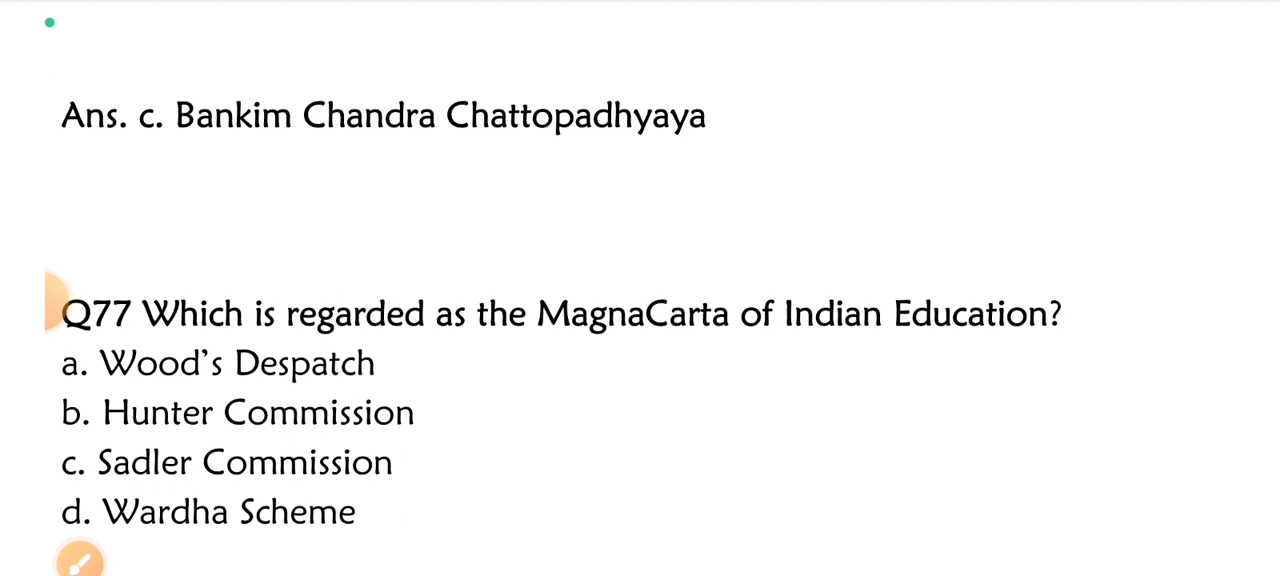 Ans. c. Bankim Chandra Chattopadhyaya
Q77 Which is regarded as the MagnaCarta of Indian Education?
a. Wood’s Despatch
b. Hunter Commission
c. Sadler Commission
d. Wardha Scheme